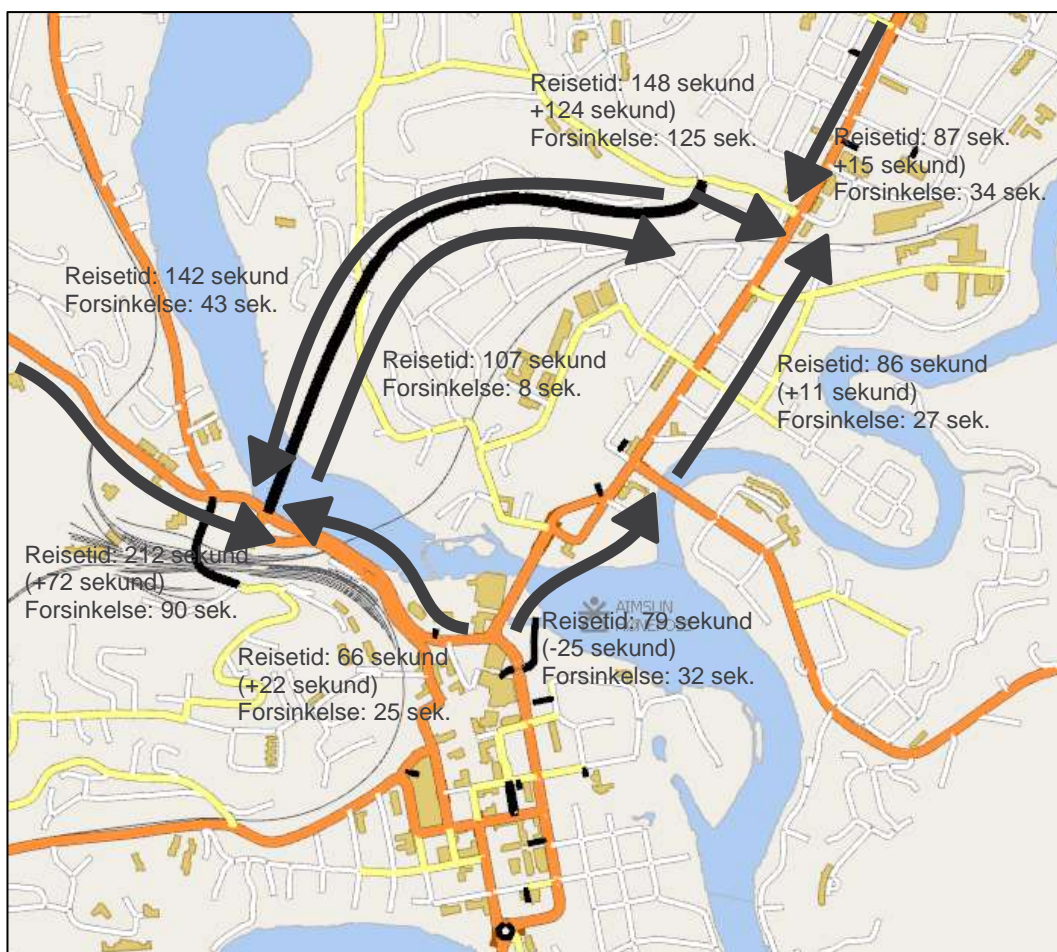 Reisetid: 148 sekund
+124 sekund)
Forsinkelse: 125 sek.
Reisetid: 87 sek.
+15 sekund)
Forsinkelse: 34 sek.
Reisetid: 142 sekund
Forsinkelse: 43 sek.
Reisetid: 107 sekund
Forsinkelse: 8 sek.
Reisetid: 86 sekund
(+11 sekund)
Forsinkelse: 27 sek.
Reisetid: 212 sekund
(+72 sekund)
Forsinkelse: 90 sek.
AIMSUN
Reisetid: 79 sekund
(-25 sekund)
Forsinkelse: 32 sek.
Reisetid: 66 sekund
(+22 sekund)
Forsinkelse: 25 sek.